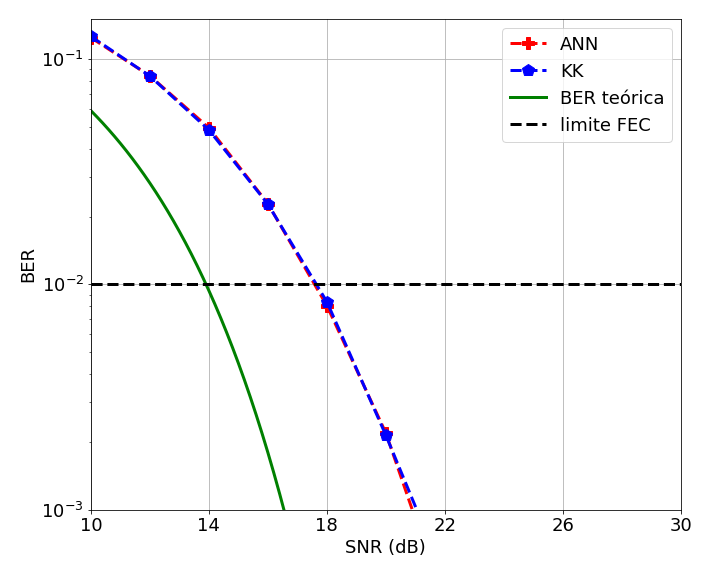 ANN
KK
BER teórica
limite FEC
10⁻¹
10⁻²
10⁻³
BER
10 14 18 22 26 30
SNR (dB)